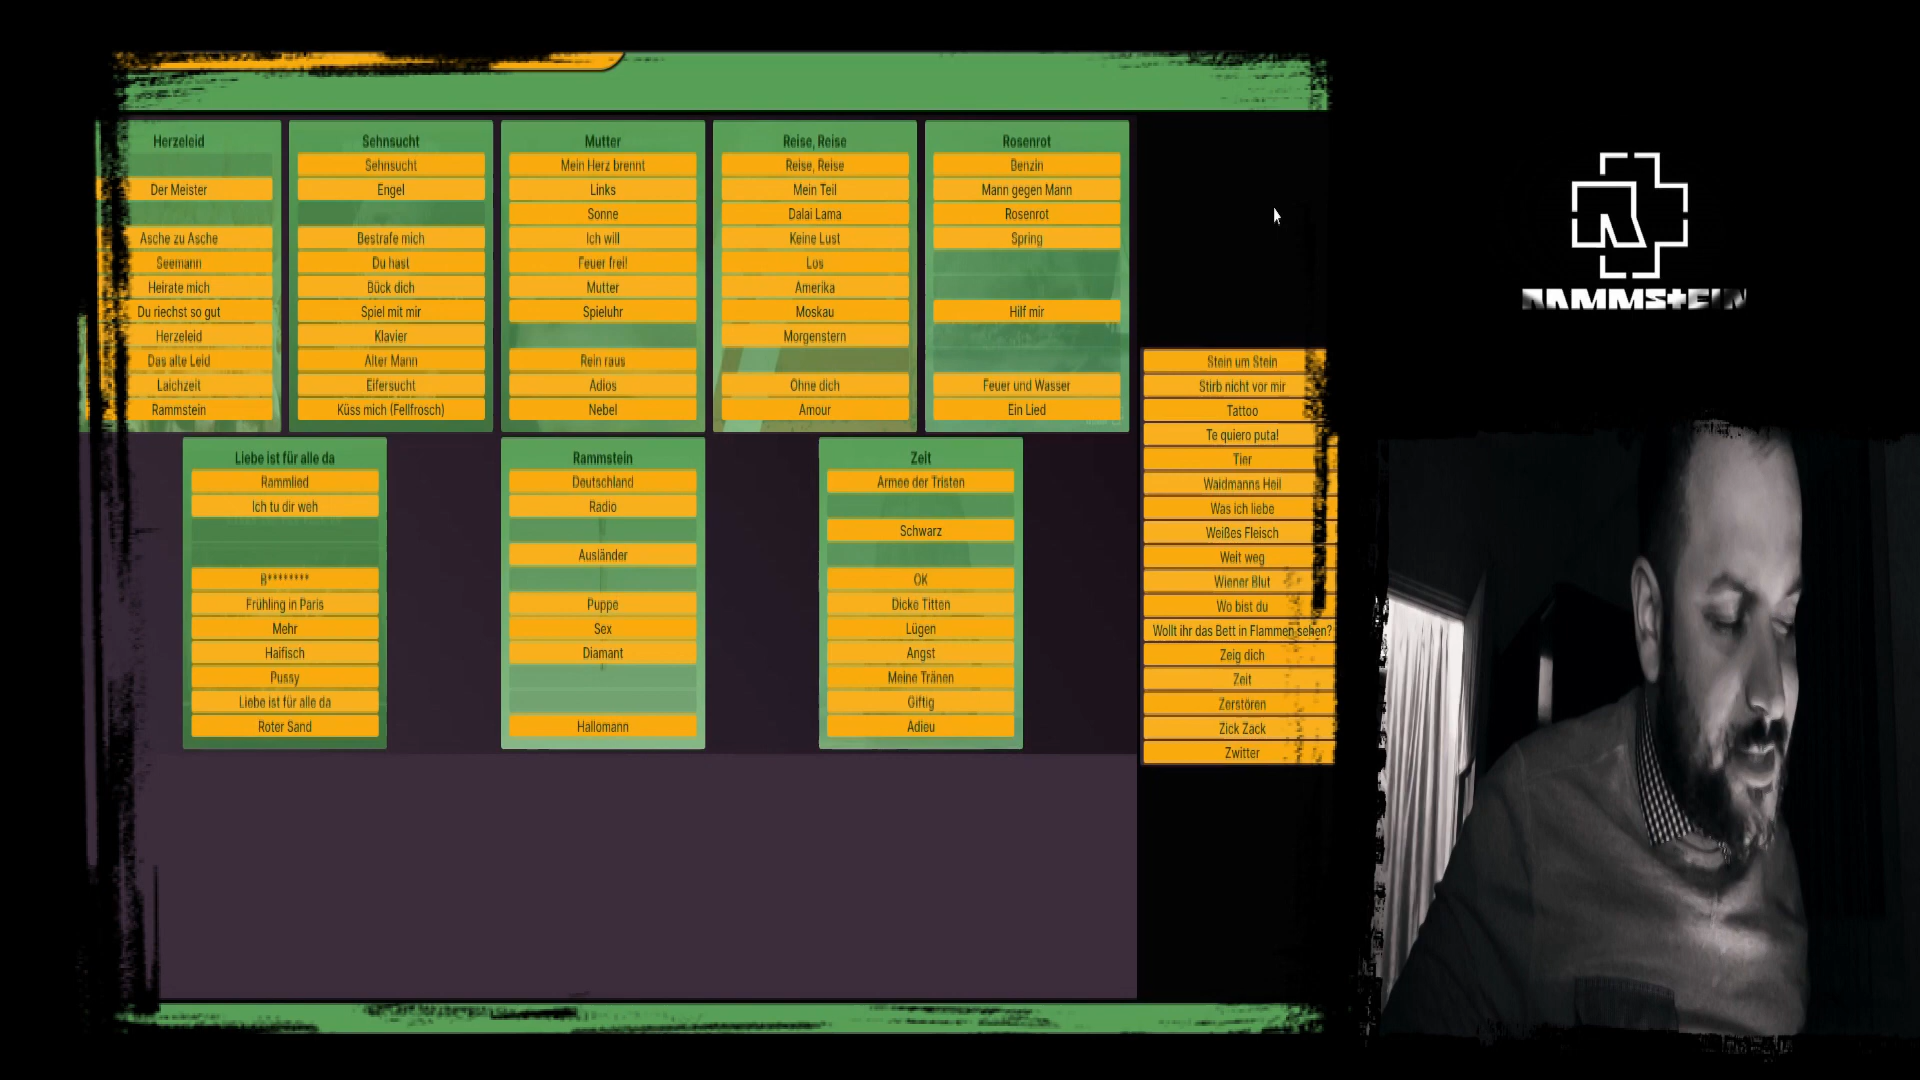 Herzeleid
Der Meister
Asche zu Asche
Seemann
Heirate mich
Du riechst so gut
Herzeleid
Das alte Leid
Laichzeit
Rammstein
Sehnsucht
Sehnsucht
Engel
Bestrafe mich
Du hast
Bück dich
Spiel mit mir
Klavier
Alter Mann
Eifersucht
Küss mich (Fellfrosch)
Mutter
Mein Herz brennt
Links
Sonne
Ich will
Feuer frei!
Mutter
Spieluhr
Rein raus
Adios
Nebel
Reise, Reise
Reise, Reise
Mein Teil
Dalai Lama
Keine Lust
Los
Amerika
Moskau
Morgenstern
Ohne dich
Amour
Rosenrot
Benzin
Mann gegen Mann
Rosenrot
Spring
Hilf mir
Feuer und Wasser
Ein Lied
Liebe ist für alle da
Rammlied
Ich tu dir weh
B********
Frühling in Paris
Mehr
Haifisch
Pussy
Liebe ist für alle da
Roter Sand
Rammstein
Deutschland
Radio
Ausländer
Puppe
Sex
Diamant
Hallomann
Zeit
Armee der Tristen
Schwarz
OK
Dicke Titten
Lügen
Angst
Meine Tränen
Giftig
Adieu
Stein um Stein
Stirb nicht vor mir
Tattoo
Te quiero puta!
Tier
Waidmanns Heil
Was ich liebe
Weißes Fleisch
Weit weg
Wiener Blut
Wo bist du
Wollt ihr das Bett in Flammen sehen?
Zeig dich
Zeit
Zerstören
Zick Zack
Zwitter
RAMMSTEIN